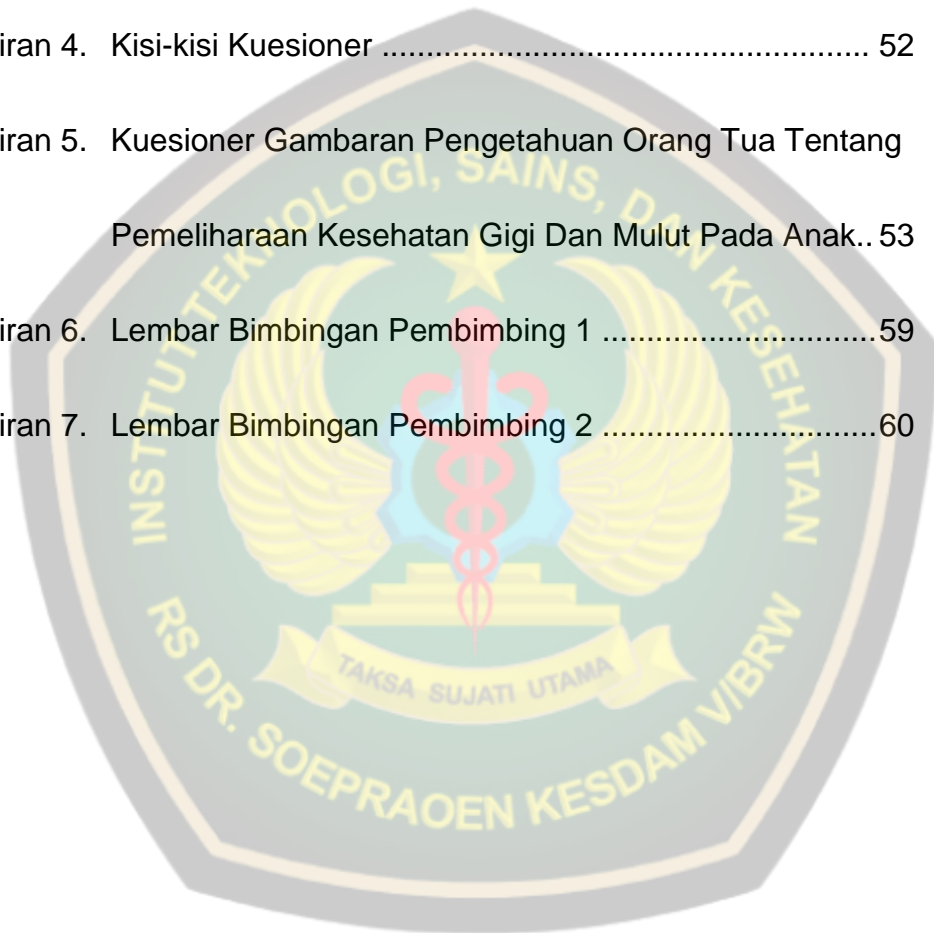 iran 4. Kisi-kisi Kuesioner ....................................................... 52
iran 5. Kuesioner Gambaran Pengetahuan Orang Tua Tentang
Pemeliharaan Kesehatan Gigi Dan Mulut Pada Anak.. 53
iran 6. Lembar Bimbingan Pembimbing 1 ...............................59
iran 7. Lembar Bimbingan Pembimbing 2 ...............................60
INSTITUT TEKNOLOGI, SAINS, DAN KESEHATAN
TAKSA SUJATI UTAMA
RS DR. SOEPRAOEN KESDAM V/BRW